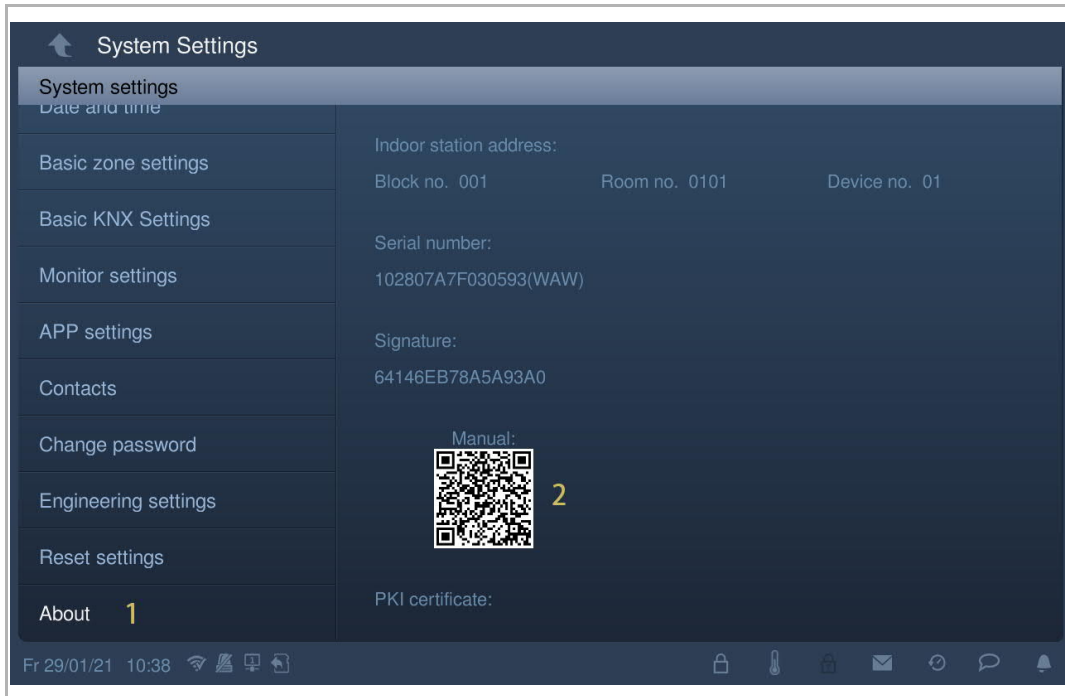 System Settings
System settings
Date and time
Basic zone settings
Basic KNX Settings
Monitor settings
APP settings
Contacts
Change password
Engineering settings
Reset settings
About 1
Indoor station address:
Block no. 001 Room no. 0101 Device no. 01
Serial number:
102807A7F030593(WAW)
Signature:
64146EB78A5A93A0
Manual:
2
PKI certificate:
Fr 29/01/21 10:38